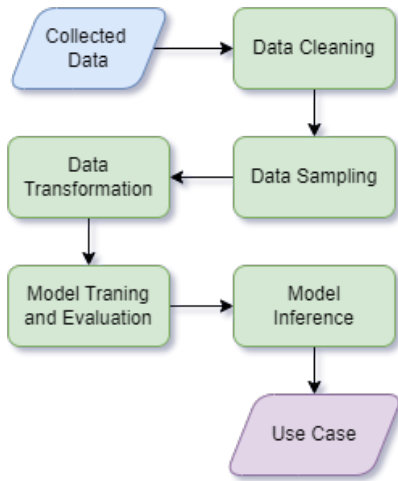 Collected
Data
Data Cleaning
Data Sampling
Data
Transformation
Model Traning
and Evaluation
Model
Inference
Use Case